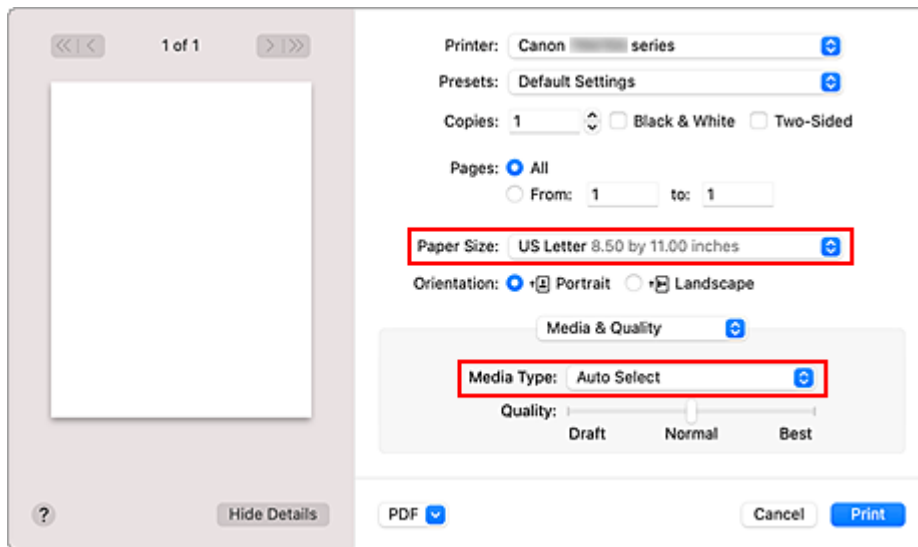 1 of 1
Printer: Canon series
Presets: Default Settings
Copies: 1 Black & White Two-Sided
Pages: All
From: 1 to: 1
Paper Size: US Letter 8.50 by 11.00 inches
Orientation: Portrait Landscape
Media & Quality
Media Type: Auto Select
Quality:
Draft Normal Best
? Hide Details PDF Cancel Print